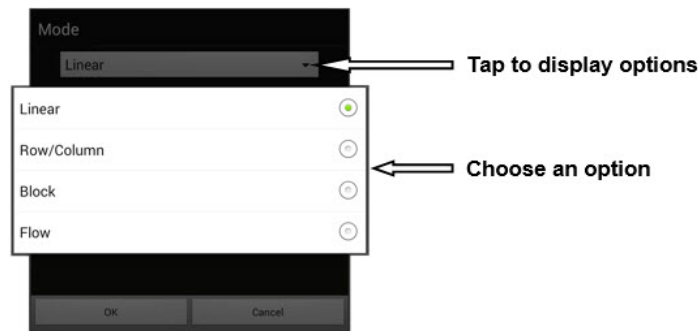 Mode
Linear
Tap to display options
Linear
Row/Column
Choose an option
Block
Flow
OK
Cancel